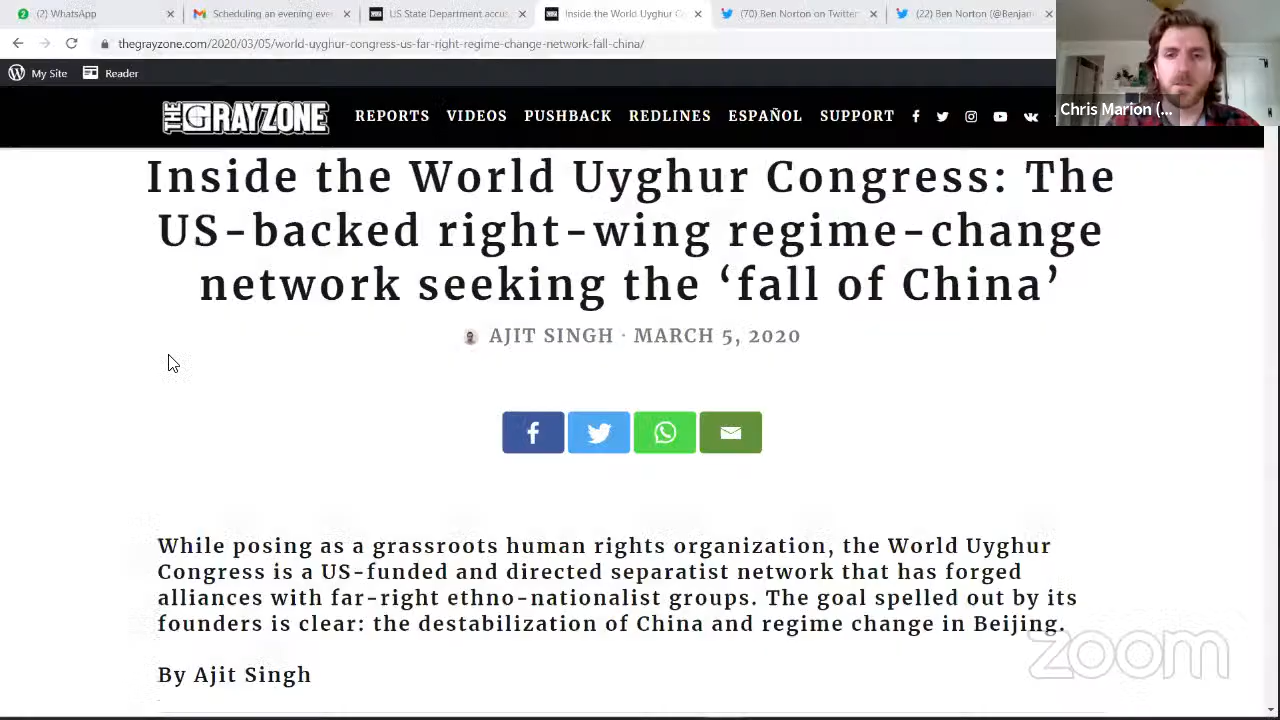 (2) WhatsApp
Scheduling an evening eve
US State Department accus
Inside the World Uyghur Co
(70) Ben Norton on Twitter
(22) Ben Norton (@Benjam
thegrayzone.com/2020/03/05/world-uyghur-congress-us-far-right-regime-change-network-fall-china/
My Site
Reader
Chris Marion (...
THE GRAYZONE
REPORTS VIDEOS PUSHBACK REDLINES ESPAÑOL SUPPORT
Inside the World Uyghur Congress: The
US-backed right-wing regime-change
network seeking the ‘fall of China’
AJIT SINGH · MARCH 5, 2020
While posing as a grassroots human rights organization, the World Uyghur
Congress is a US-funded and directed separatist network that has forged
alliances with far-right ethno-nationalist groups. The goal spelled out by its
founders is clear: the destabilization of China and regime change in Beijing.
By Ajit Singh
zoom